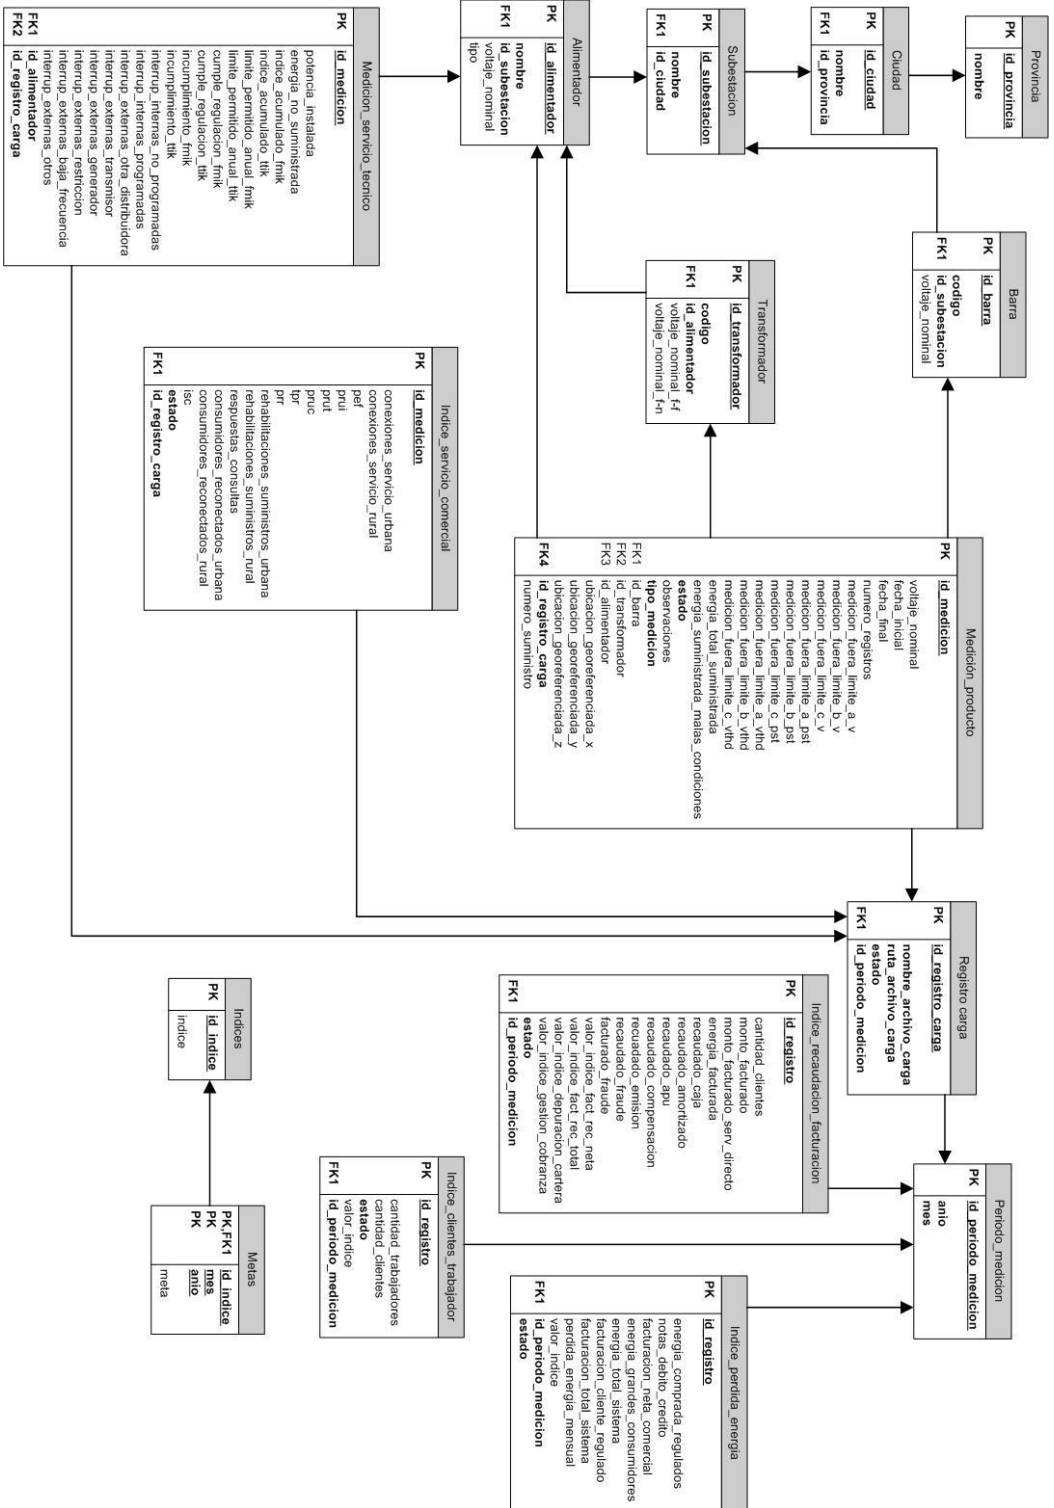 Provincia
PK id_provincia
nombre
Ciudad
PK id_ciudad
nombre
FK1 id_provincia
Subestacion
PK id_subestacion
nombre
FK1 id_ciudad
Alimentador
PK id_alimentador
nombre
FK1 id_subestacion
voltaje_nominal
tipo
Medicion_servicio_tecnico
PK id_medicion
potencia_instalada
energia_no_suministrada
indice_acumulado_fmik
indice_acumulado_ttik
limite_permitido_anual_fmik
limite_permitido_anual_ttik
cumple_regulacion_fmik
cumple_regulacion_ttik
incumplimiento_fmik
incumplimiento_ttik
interrup_internas_no_programadas
interrup_internas_programadas
interrup_externas_otra_distribuidora
interrup_externas_transmisor
interrup_externas_generador
interrup_externas_restriccion
interrup_externas_baja_frecuencia
interrup_externas_otros
FK1 id_alimentador
FK2 id_registro_carga
Barra
PK id_barra
codigo
FK1 id_subestacion
voltaje_nominal
Transformador
PK id_transformador
codigo
FK1 id_alimentador
voltaje_nominal_f-f
voltaje_nominal_f-n
Indice_servicio_comercial
PK id_medicion
conexiones_servicio_urbana
conexiones_servicio_rural
pef
prui
prut
pruc
tpr
prr
rehabilitaciones_suministros_urbana
rehabilitaciones_suministros_rural
respuestas_consultas
consumidores_reconectados_urbana
consumidores_reconectados_rural
isc
estado
FK1 id_registro_carga
Medición_producto
PK id_medicion
voltaje_nominal
fecha_inicial
fecha_final
numero_registros
medicion_fuera_limite_a_v
medicion_fuera_limite_b_v
medicion_fuera_limite_c_v
medicion_fuera_limite_a_pst
medicion_fuera_limite_b_pst
medicion_fuera_limite_c_pst
medicion_fuera_limite_a_vthd
medicion_fuera_limite_b_vthd
medicion_fuera_limite_c_vthd
energia_total_suministrada
energia_suministrada_malas_condiciones
estado
observaciones
tipo_medicion
FK1 id_barra
FK2 id_transformador
FK3 id_alimentador
ubicacion_georeferenciada_x
ubicacion_georeferenciada_y
ubicacion_georeferenciada_z
FK4 id_registro_carga
numero_suministro
Registro carga
PK id_registro_carga
nombre_archivo_carga
ruta_archivo_carga
estado
FK1 id_periodo_medicion
Indice_recaudacion_facturacion
PK id_registro
cantidad_clientes
monto_facturado
monto_facturado_serv_directo
energia_facturada
recaudado_caja
recaudado_amortizado
recaudado_apu
recaudado_compensacion
recuadado_emision
recaudado_fraude
facturado_fraude
valor_indice_fact_rec_neta
valor_indice_fact_rec_total
valor_indice_depuracion_cartera
valor_indice_gestion_cobranza
estado
FK1 id_periodo_medicion
Indices
PK id_indice
indice
Periodo_medicion
PK id_periodo_medicion
anio
mes
Indice_clientes_trabajador
PK id_registro
cantidad_trabajadores
cantidad_clientes
estado
valor_indice
FK1 id_periodo_medicion
Metas
PK,FK1 id_indice
PK mes
PK anio
meta
Indice_perdida_energia
PK id_registro
energia_comprada_regulados
notas_debito_credito
facturacion_neta_comercial
energia_grandes_consumidores
energia_total_sistema
facturacion_cliente_regulado
facturacion_total_sistema
perdida_energia_mensual
valor_indice
FK1 id_periodo_medicion
estado